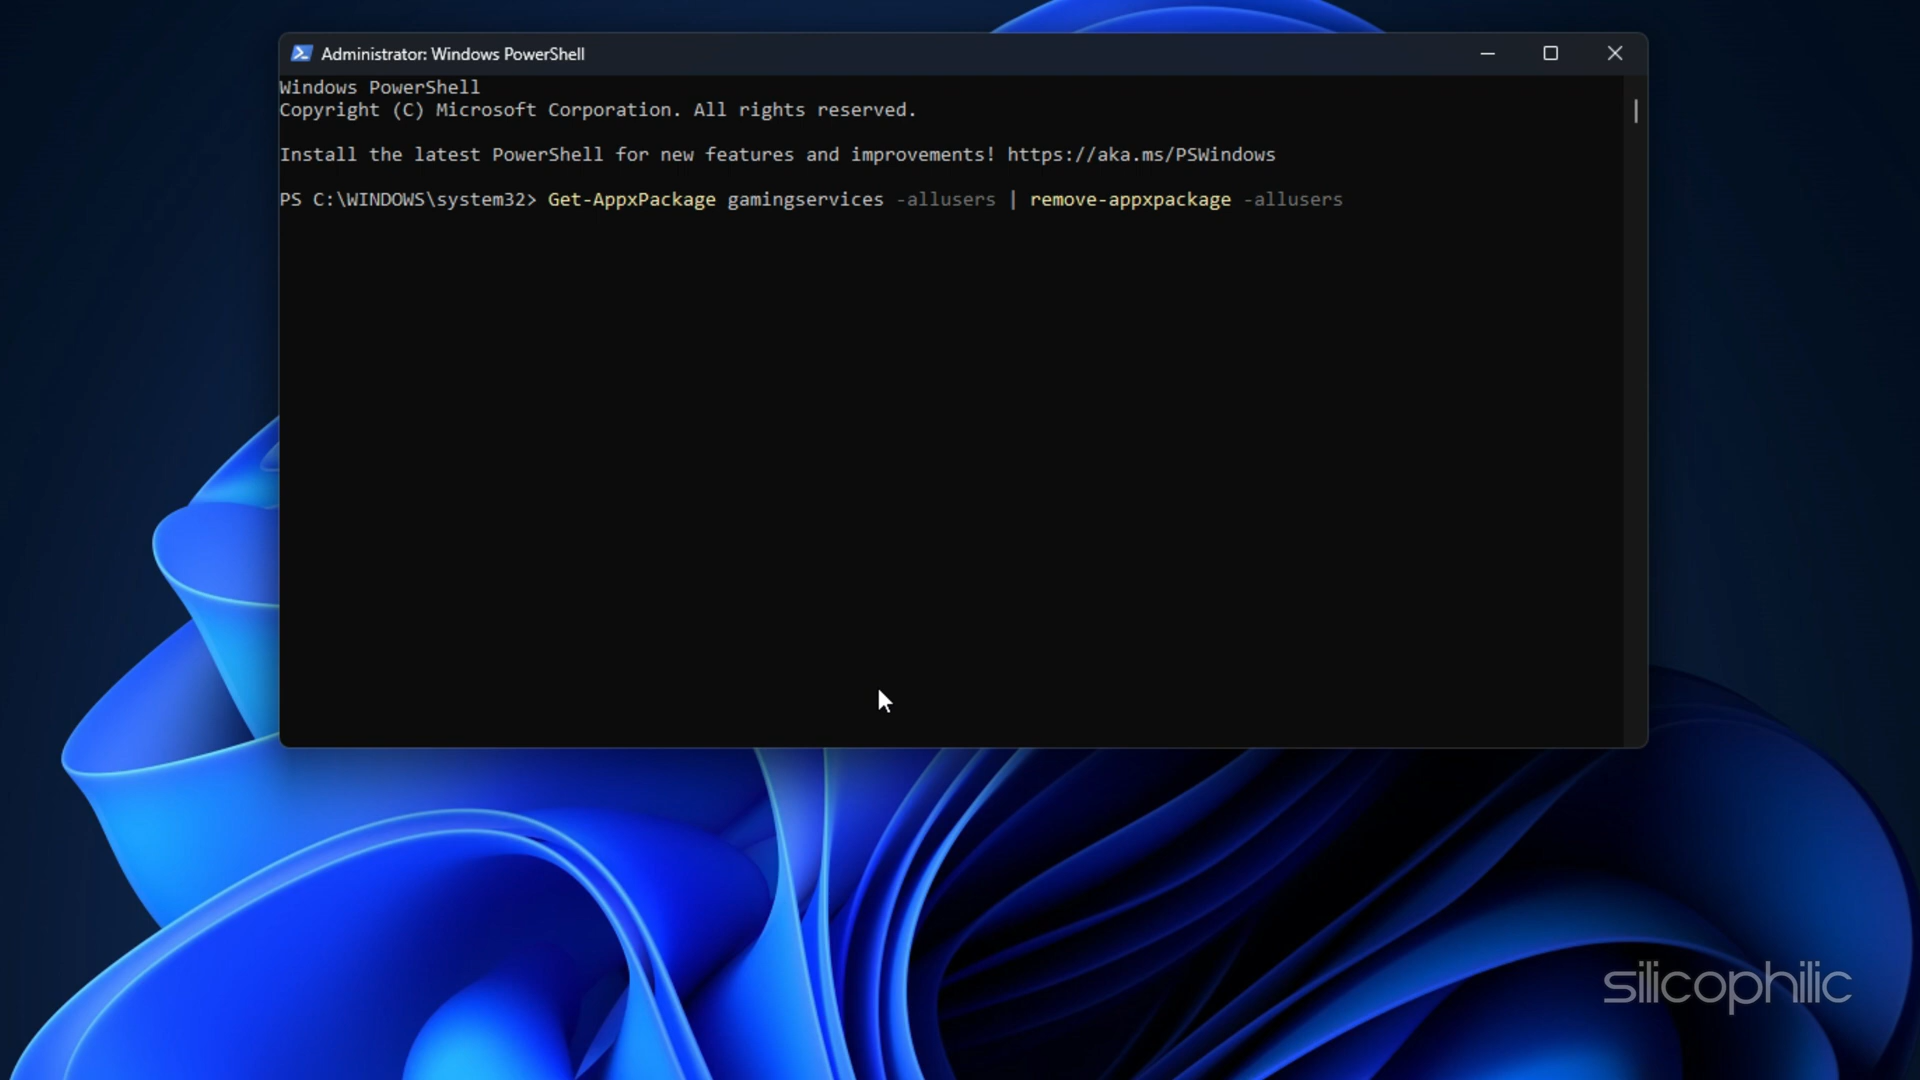 Administrator: Windows PowerShell
Windows PowerShell
Copyright (C) Microsoft Corporation. All rights reserved.
Install the latest PowerShell for new features and improvements! https://aka.ms/PSWindows
PS C:\WINDOWS\system32> Get-AppxPackage gamingservices -allusers | remove-appxpackage -allusers
silicophilic